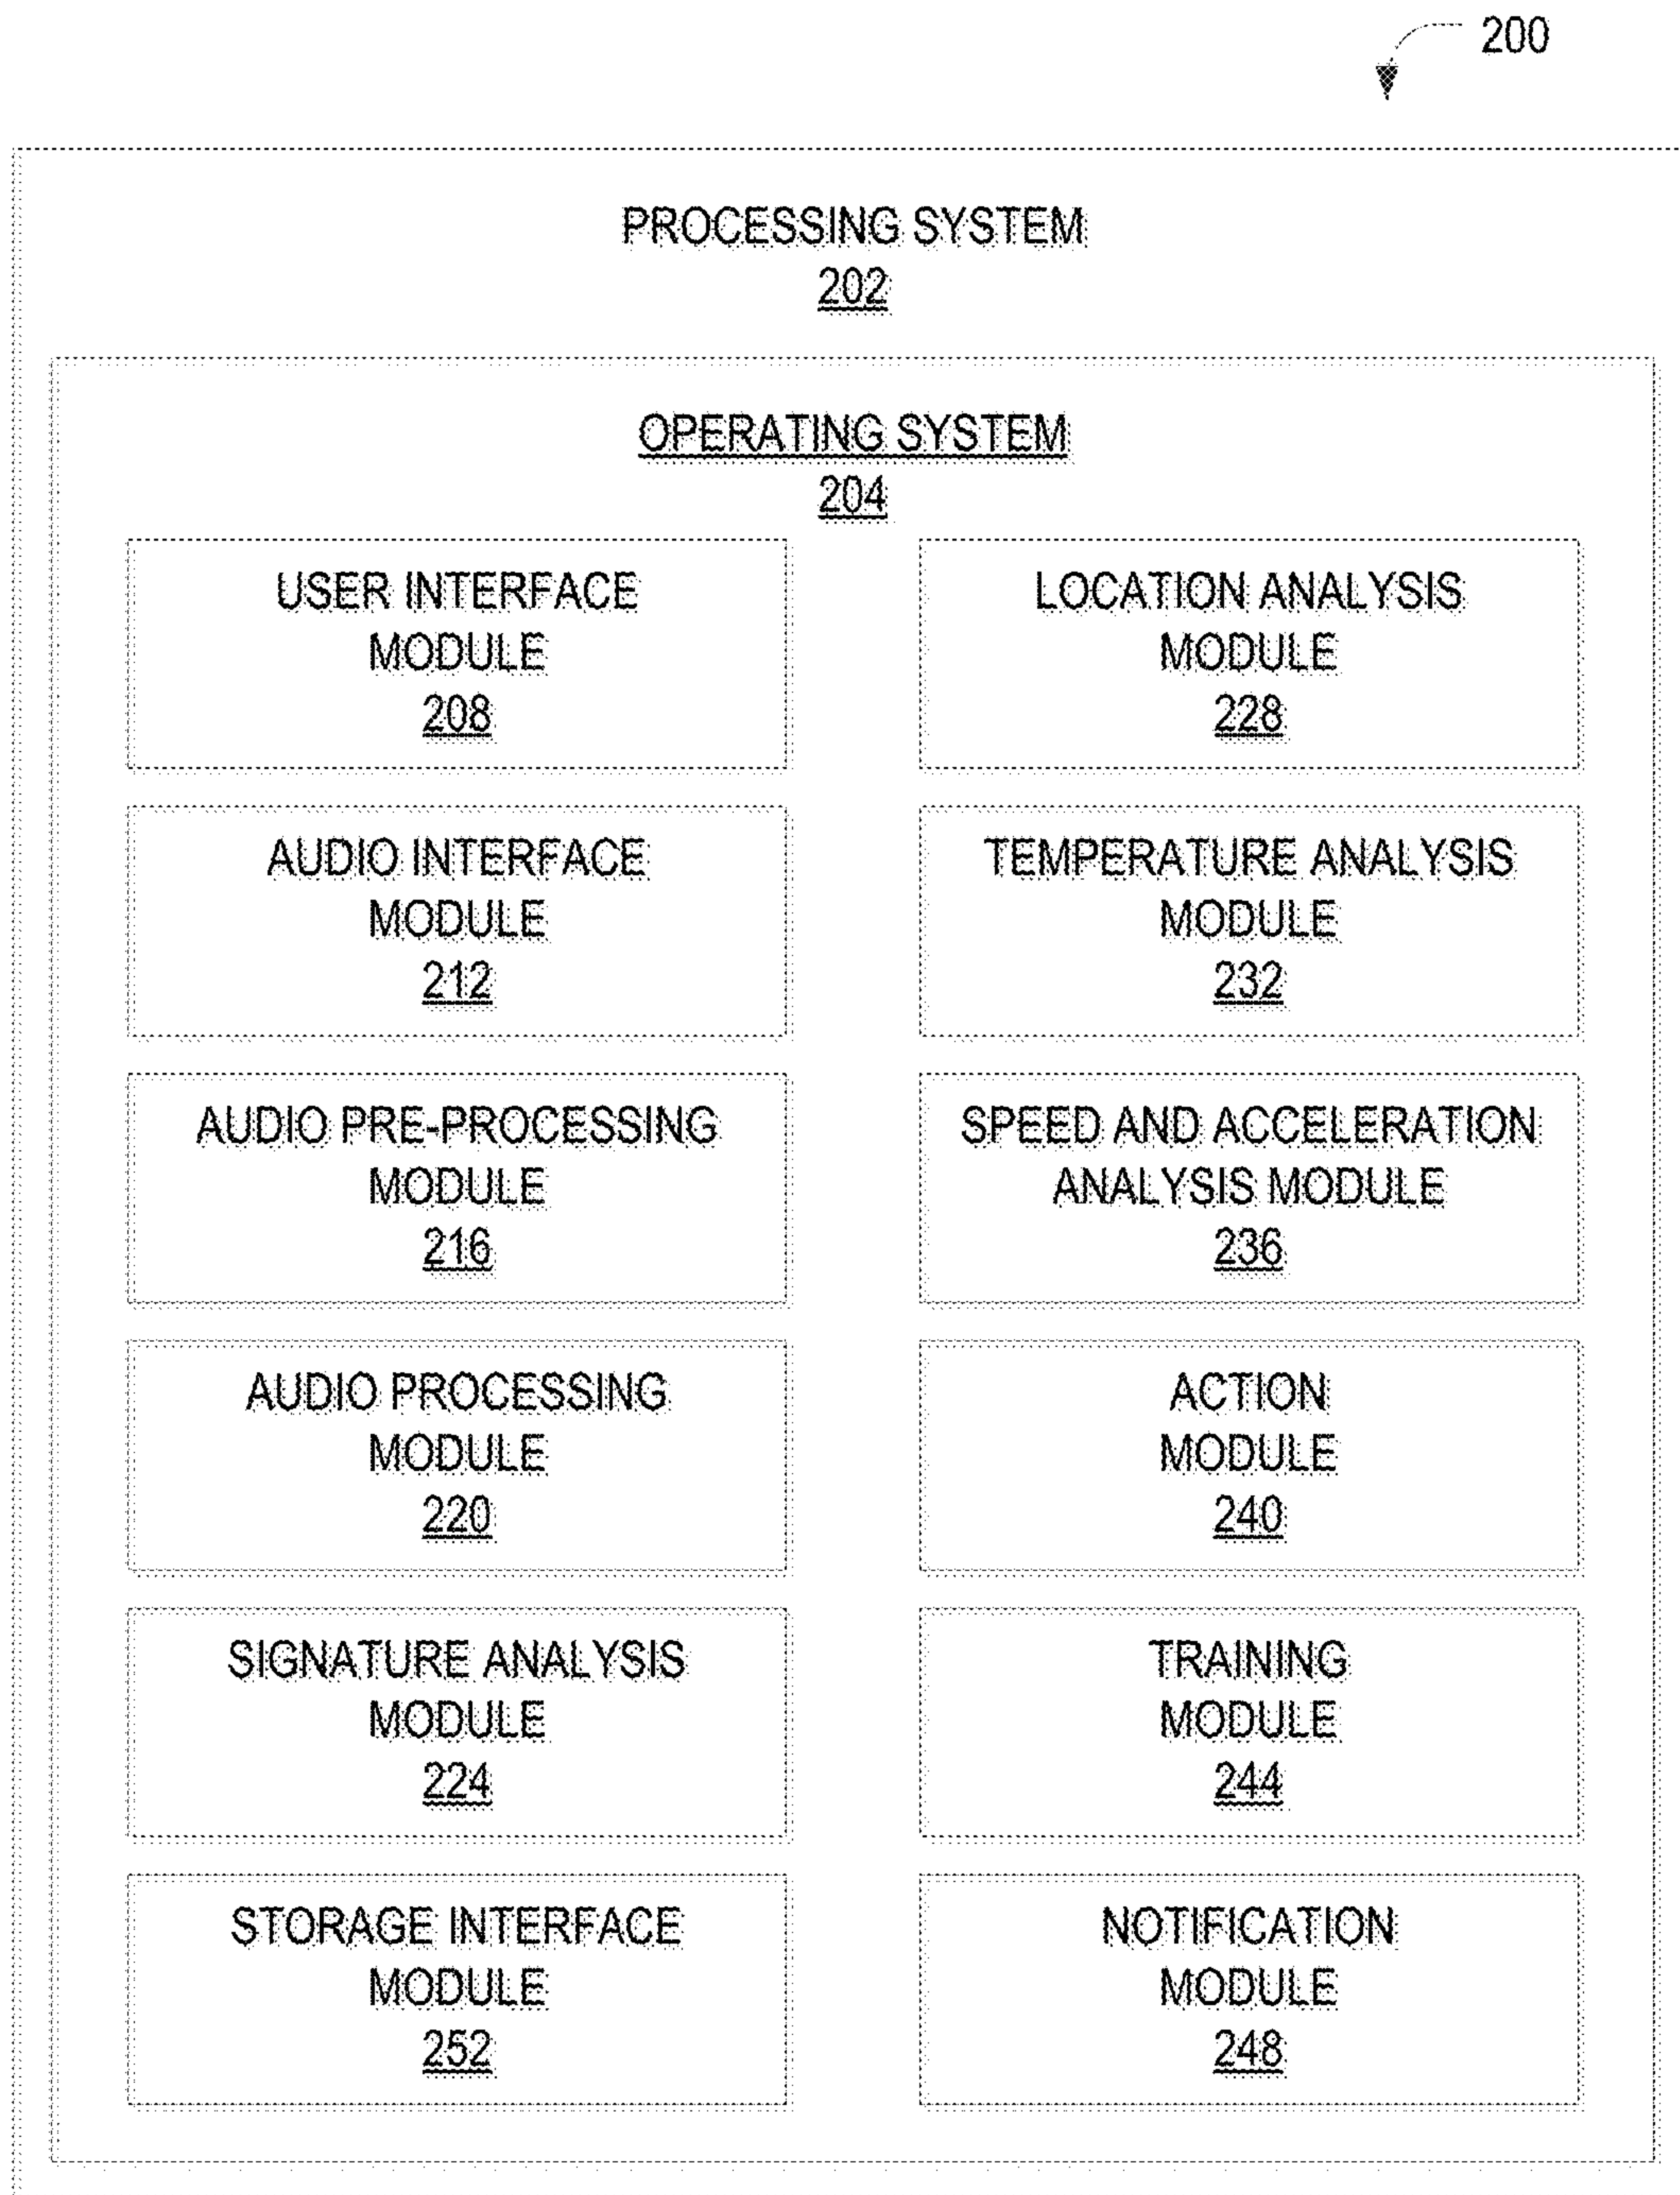 200
PROCESSING SYSTEM
202
OPERATING SYSTEM
204
USER INTERFACE
MODULE
208
LOCATION ANALYSIS
MODULE
228
AUDIO INTERFACE
MODULE
212
TEMPERATURE ANALYSIS
MODULE
232
AUDIO PRE-PROCESSING
MODULE
216
SPEED AND ACCELERATION
ANALYSIS MODULE
236
AUDIO PROCESSING
MODULE
220
ACTION
MODULE
240
SIGNATURE ANALYSIS
MODULE
224
TRAINING
MODULE
244
STORAGE INTERFACE
MODULE
252
NOTIFICATION
MODULE
248